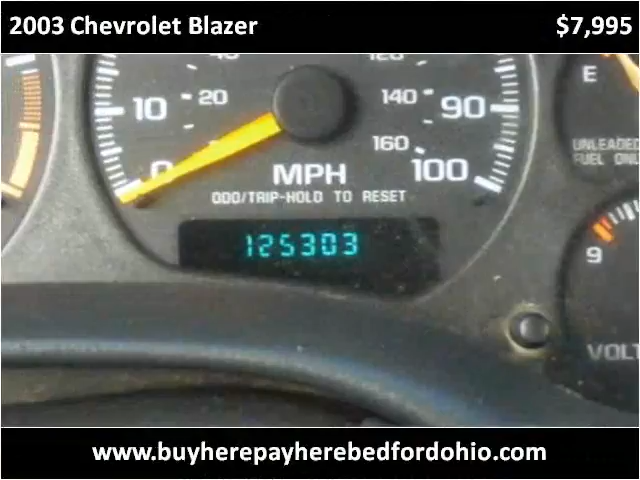 2003 Chevrolet Blazer $7,995
120
10 20 140 90 E
160
0 MPH 100
UNLEADED
FUEL ONL
ODO/TRIP-HOLD TO RESET
125303
9
VOLT
www.buyherepayherebedfordohio.com